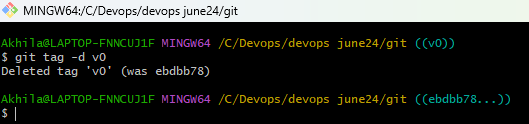 MINGW64:/C/Devops/devops june24/git
Akhila@LAPTOP-FNNCUJ1F MINGW64 /C/Devops/devops june24/git ((v0))
$ git tag -d v0
Deleted tag 'v0' (was ebdbb78)
Akhila@LAPTOP-FNNCUJ1F MINGW64 /C/Devops/devops june24/git ((ebdbb78...))
$